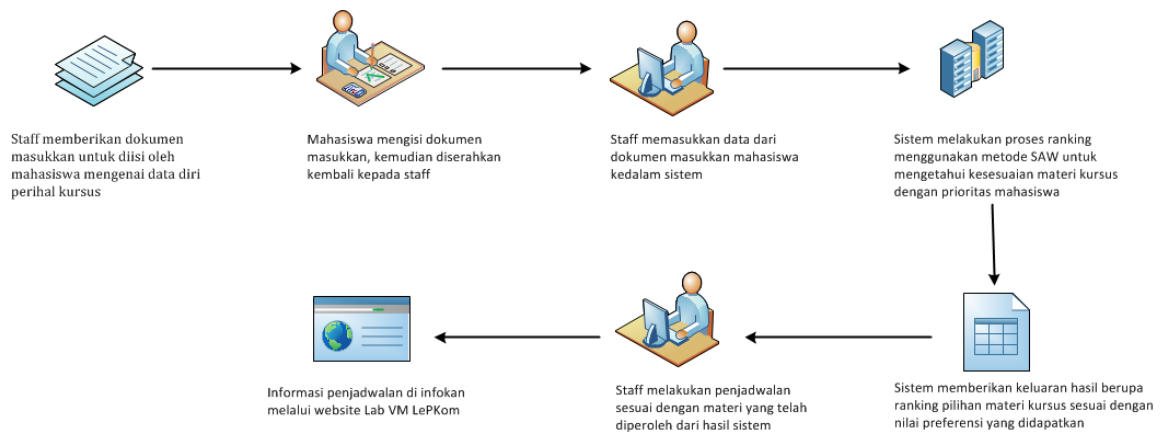 Staff memberikan dokumen
masukkan untuk diisi oleh
mahasiswa mengenai data diri
perihal kursus
Mahasiswa mengisi dokumen
masukkan, kemudian diserahkan
kembali kepada staff
Staff memasukkan data dari
dokumen masukkan mahasiswa
kedalam sistem
Sistem melakukan proses ranking
menggunakan metode SAW untuk
mengetahui kesesuaian materi kursus
dengan prioritas mahasiswa
Sistem memberikan keluaran hasil berupa
ranking pilihan materi kursus sesuai dengan
nilai preferensi yang didapatkan
Staff melakukan penjadwalan
sesuai dengan materi yang telah
diperoleh dari hasil sistem
Informasi penjadwalan di infokan
melalui website Lab VM LePKom